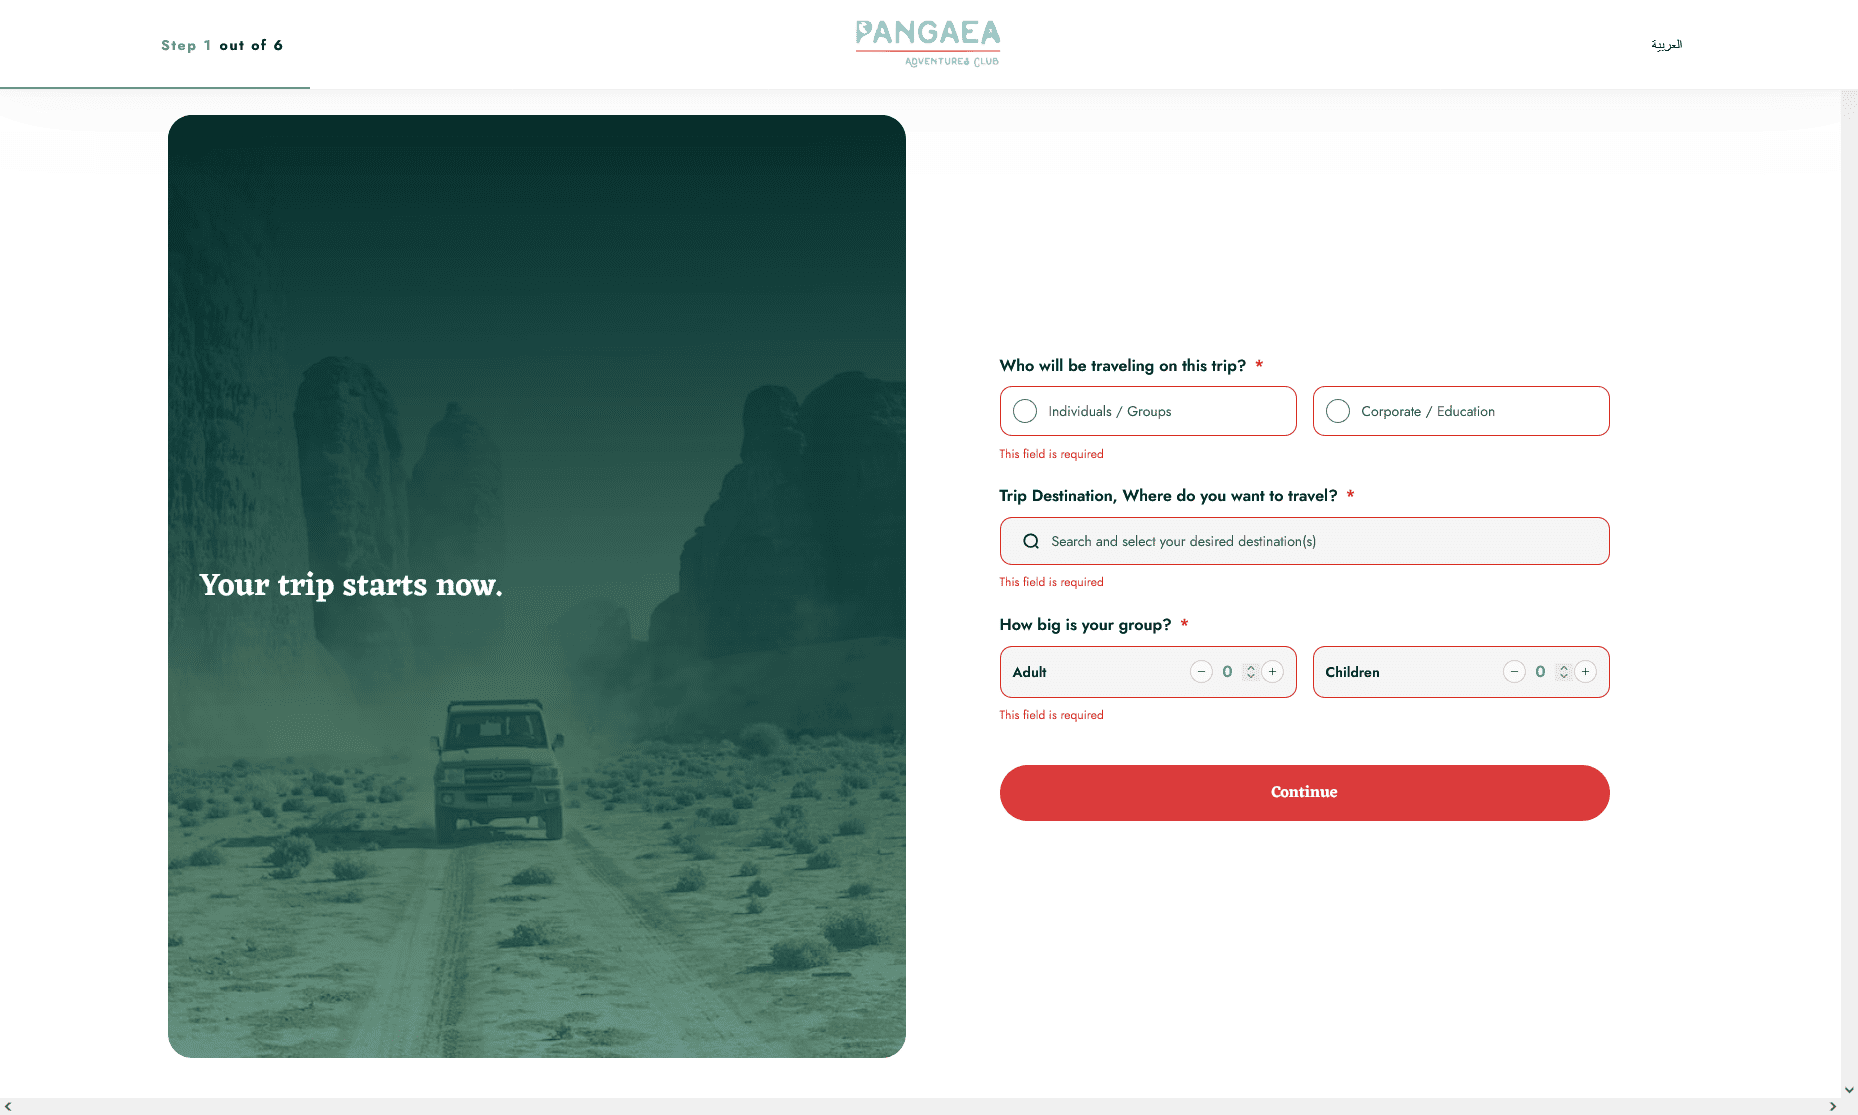 Step 1 out of 6
PANGAEA
ADVENTURES CLUB
العربية
Your trip starts now.
Who will be traveling on this trip? *
Individuals / Groups
Corporate / Education
This field is required
Trip Destination, Where do you want to travel? *
Search and select your desired destination(s)
This field is required
How big is your group? *
Adult − 0 +
Children − 0 +
This field is required
Continue